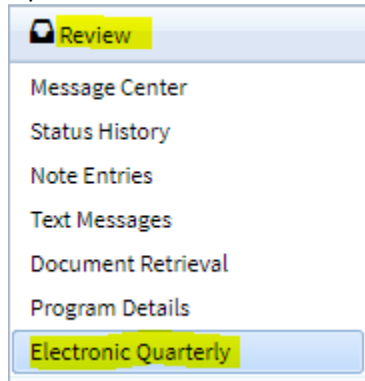 Review
Message Center
Status History
Note Entries
Text Messages
Document Retrieval
Program Details
Electronic Quarterly